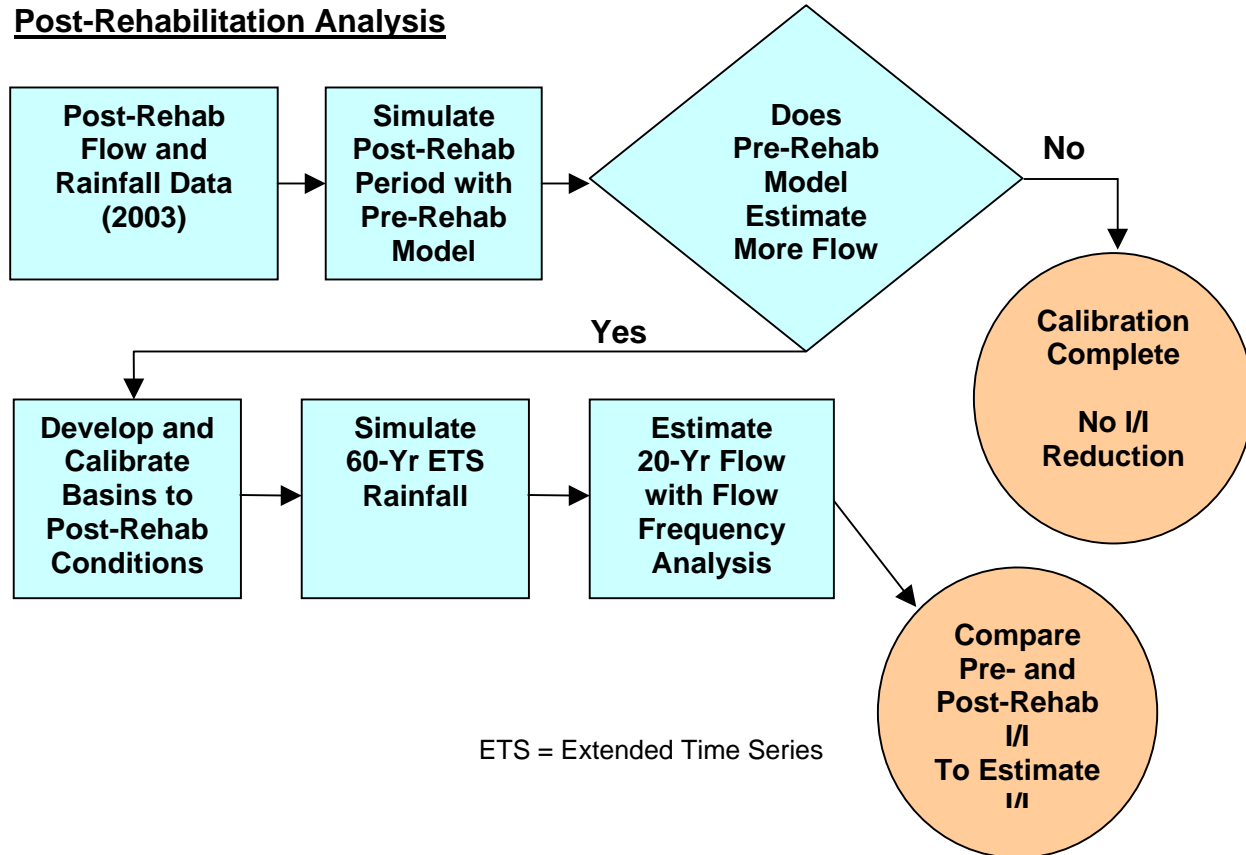 Post-Rehabilitation Analysis
Post-Rehab
Flow and
Rainfall Data
(2003)
Simulate
Post-Rehab
Period with
Pre-Rehab
Model
Does
Pre-Rehab
Model
Estimate
More Flow
No
Calibration
Complete
No I/I
Reduction
Yes
Develop and
Calibrate
Basins to
Post-Rehab
Conditions
Simulate
60-Yr ETS
Rainfall
Estimate
20-Yr Flow
with Flow
Frequency
Analysis
Compare
Pre- and
Post-Rehab
I/I
To Estimate
I/I
ETS = Extended Time Series